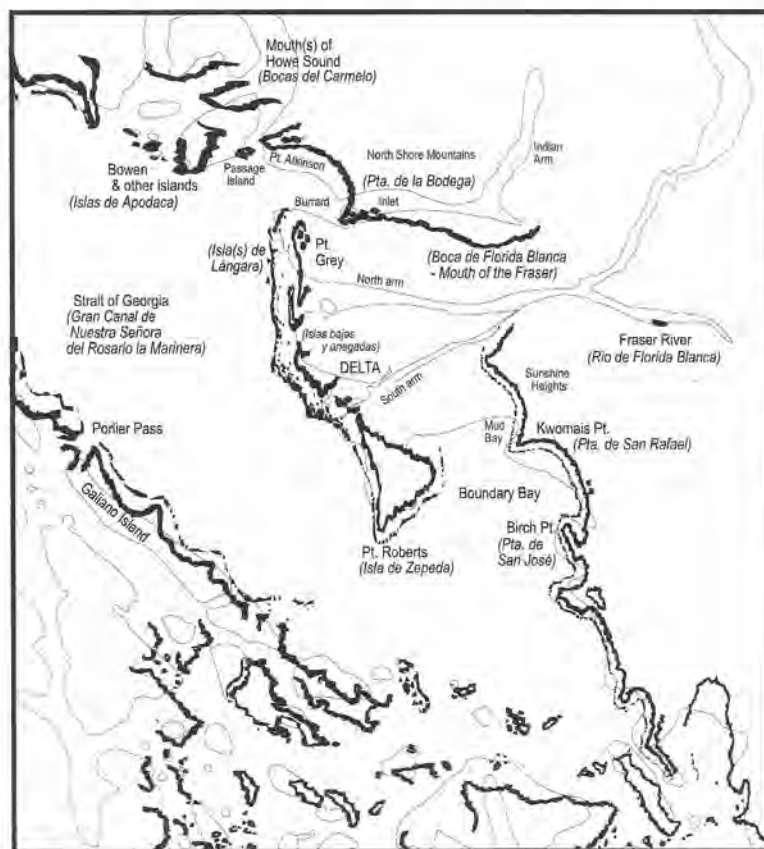 Mouth(s) of
Howe Sound
(Bocas del Carmelo)
Bowen
& other islands
(Islas de Apodaca)
Passage
Island
Pt. Atkinson
North Shore Mountains
(Pta. de la Bodega)
Indian
Arm
Burrard
Inlet
(Isla(s) de
Lángara)
Pt.
Grey
(Boca de Florida Blanca
- Mouth of the Fraser)
North arm
Strait of Georgia
(Gran Canal de
Nuestra Señora
del Rosario la Marinera)
(Islas bajas
y anegadas)
DELTA
South arm
Fraser River
(Rio de Florida Blanca)
Sunshine
Heights
Mud
Bay
Kwomais Pt.
(Pta. de San Rafael)
Porlier Pass
Galiano Island
Boundary Bay
Birch Pt.
(Pta. de
San José)
Pt. Roberts
(Isla de Zepeda)